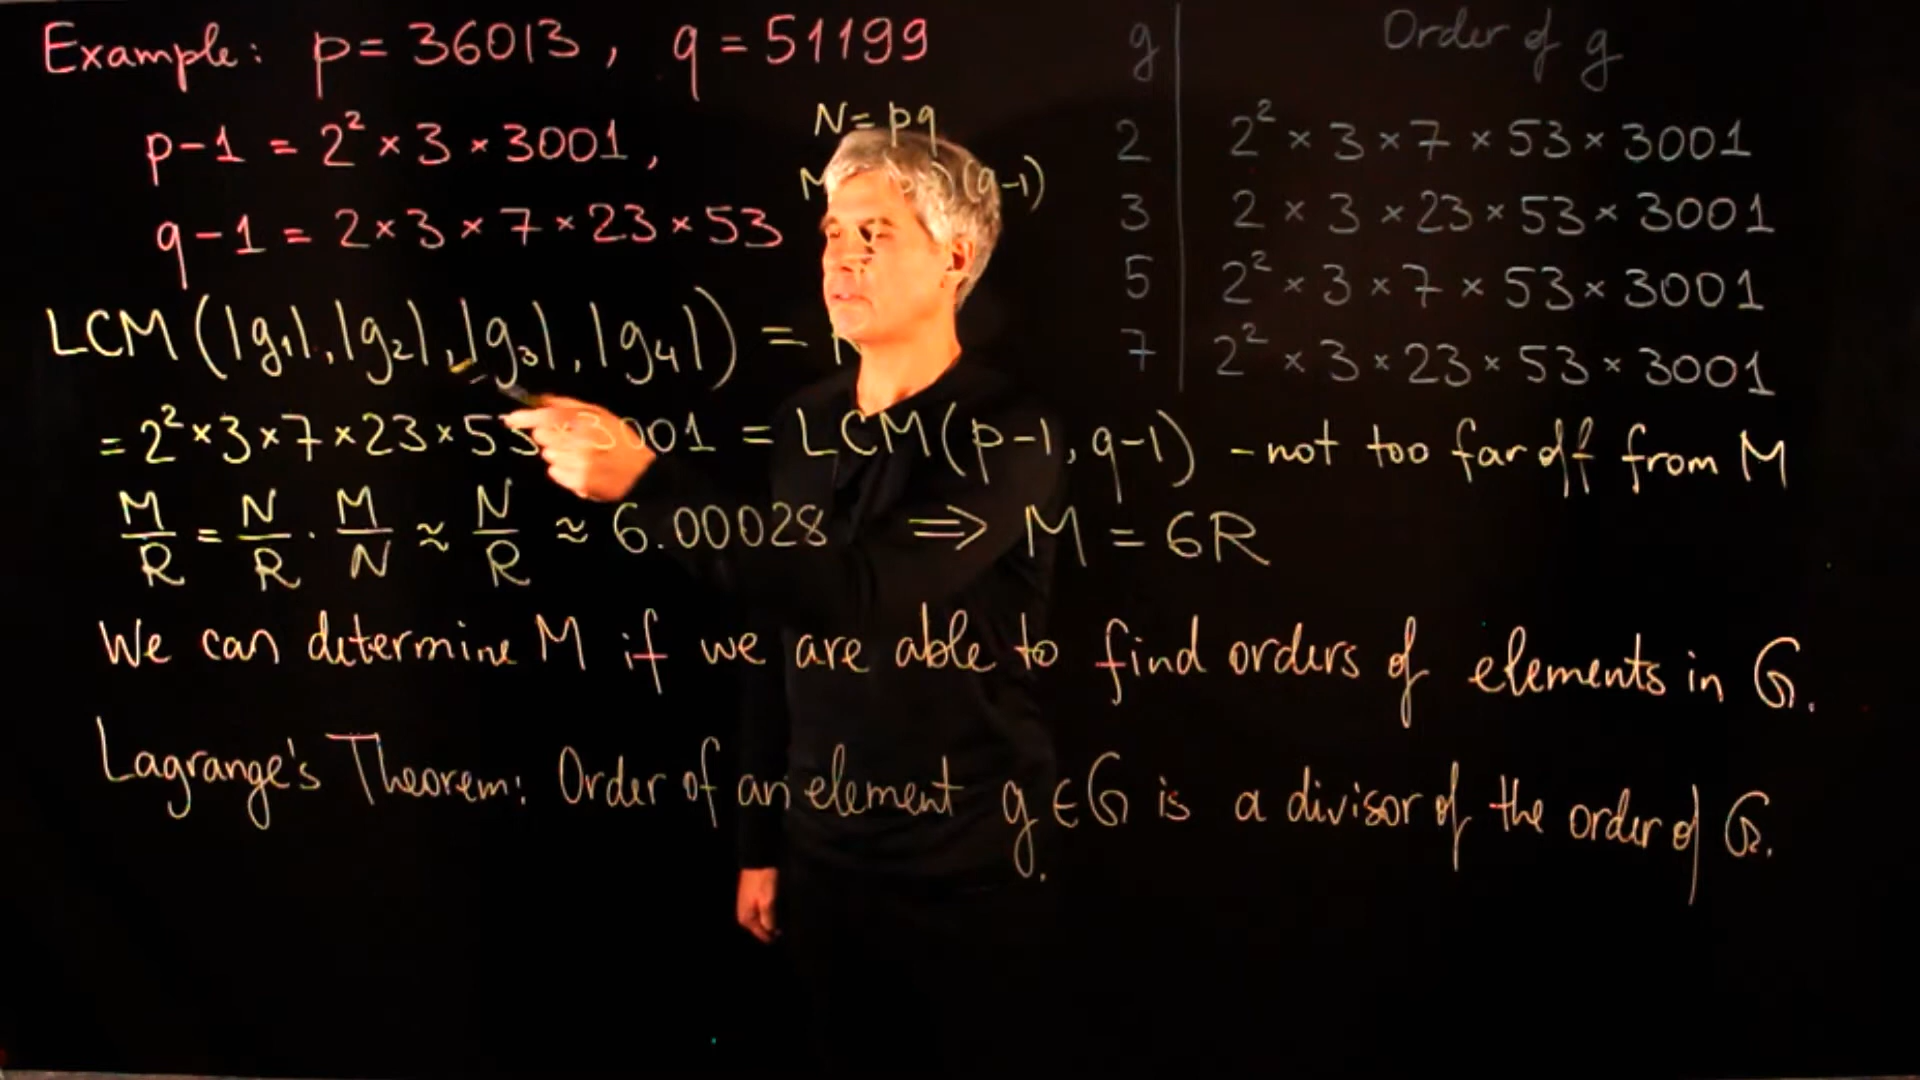 Example: p = 36013, q = 51199
N = pq
p-1 = 2² × 3 × 3001,
M (q-1)
q-1 = 2 × 3 × 7 × 23 × 53
LCM (|g₁|, |g₂|, |g₃|, |g₄|) =
= 2² × 3 × 7 × 23 × 53 × 3001 = LCM(p-1, q-1) - not too far off from M
M/R = N/R · M/N ≈ N/R ≈ 6.00028 ⇒ M = 6R
We can determine M if we are able to find orders of elements in G.
Lagrange's Theorem: Order of an element g ∈ G is a divisor of the order of G.
g | Order of g
2 | 2² × 3 × 7 × 53 × 3001
3 | 2 × 3 × 23 × 53 × 3001
5 | 2² × 3 × 7 × 53 × 3001
7 | 2² × 3 × 23 × 53 × 3001